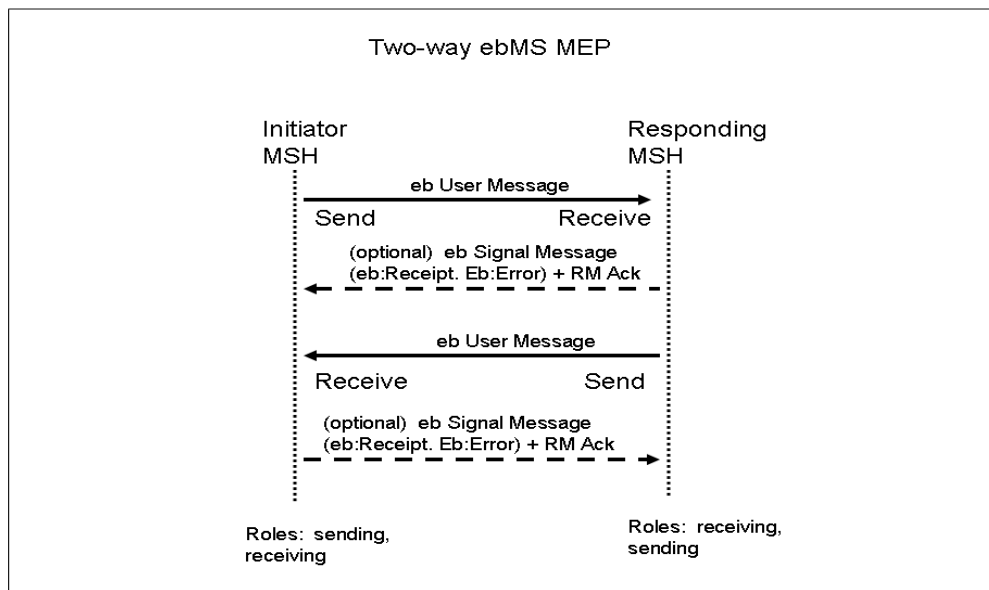 Two-way ebMS MEP
Initiator
MSH
Responding
MSH
eb User Message
Send
Receive
(optional) eb Signal Message
(eb:Receipt. Eb:Error) + RM Ack
eb User Message
Receive
Send
(optional) eb Signal Message
(eb:Receipt. Eb:Error) + RM Ack
Roles: sending,
receiving
Roles: receiving,
sending